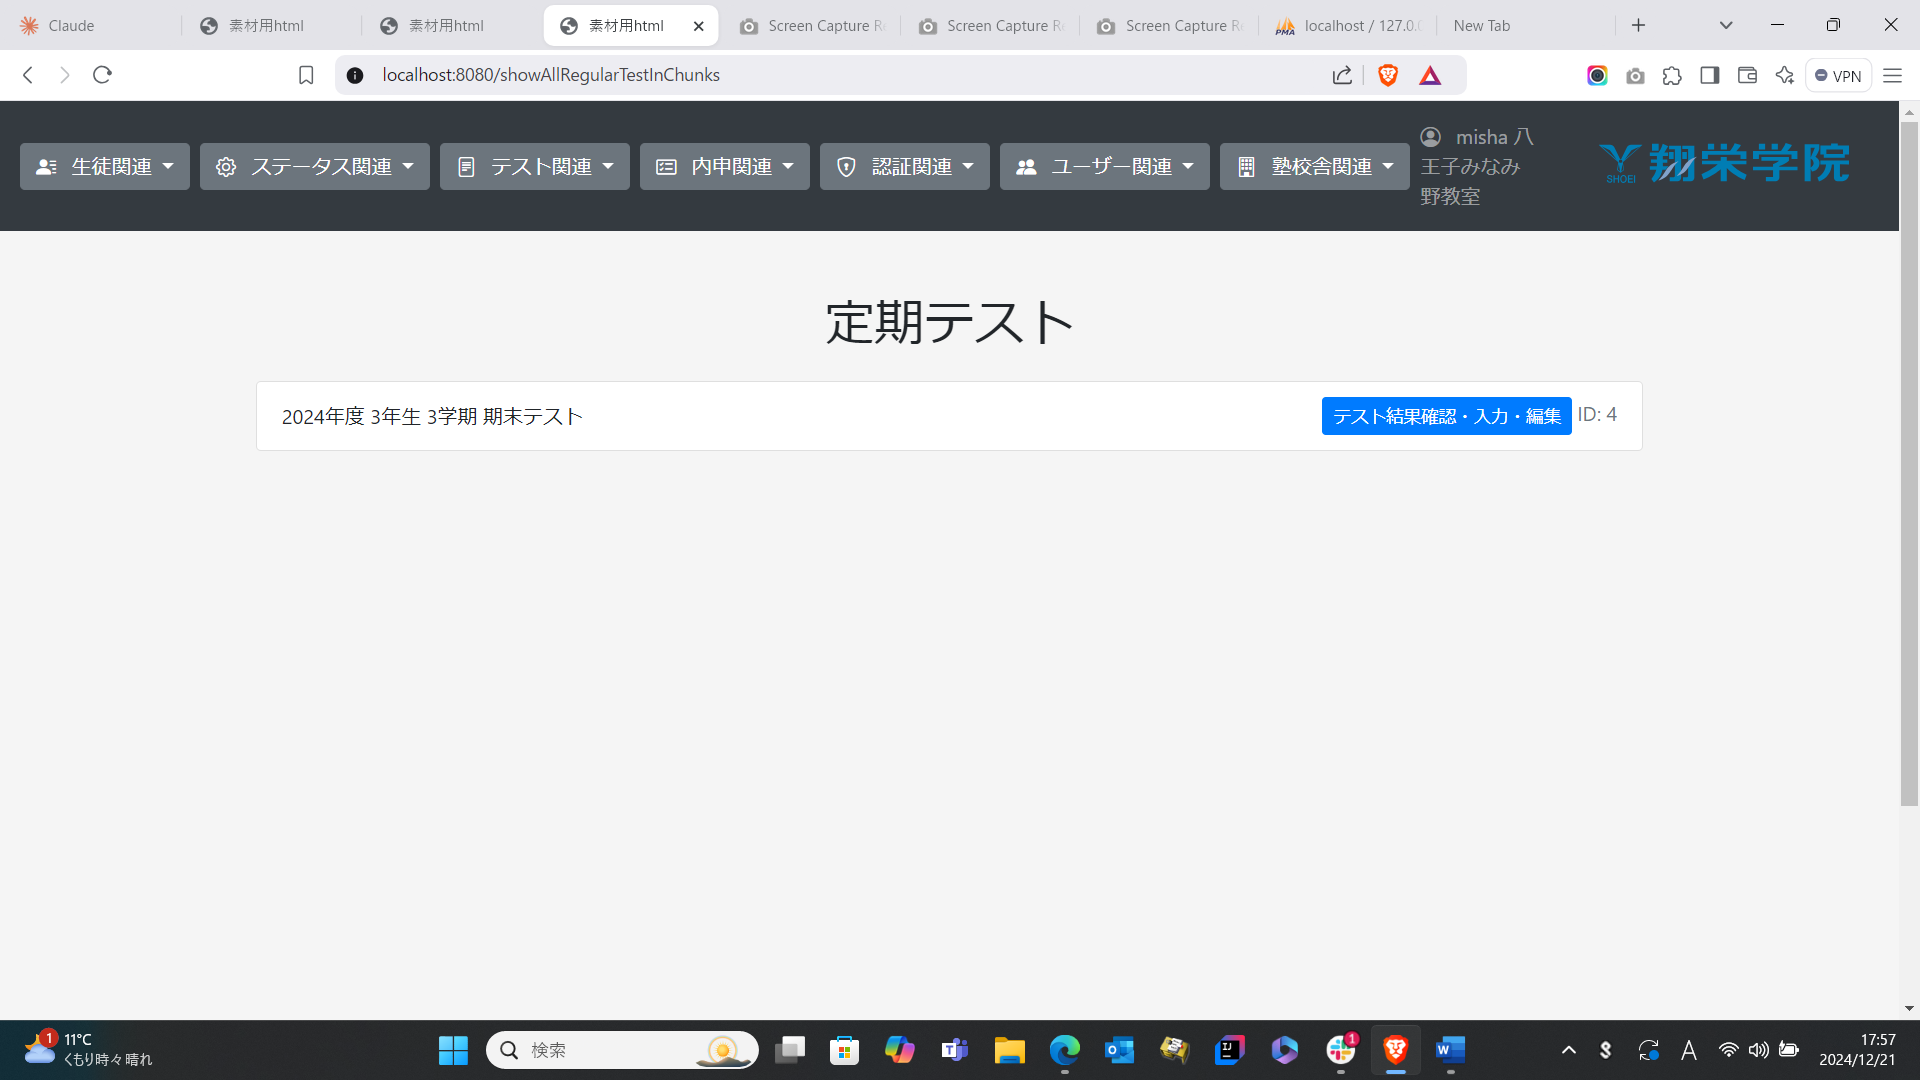 Claude
素材用html
素材用html
素材用html
Screen Capture Re
Screen Capture Re
Screen Capture Re
localhost / 127.0.0
New Tab
localhost:8080/showAllRegularTestInChunks
VPN
生徒関連
ステータス関連
テスト関連
内申関連
認証関連
ユーザー関連
塾校舎関連
misha 八
王子みなみ
野教室
SHOEI 翔栄学院
定期テスト
2024年度 3年生 3学期 期末テスト
テスト結果確認・入力・編集 ID: 4
1
11°C
くもり時々晴れ
検索
1
A
17:57
2024/12/21